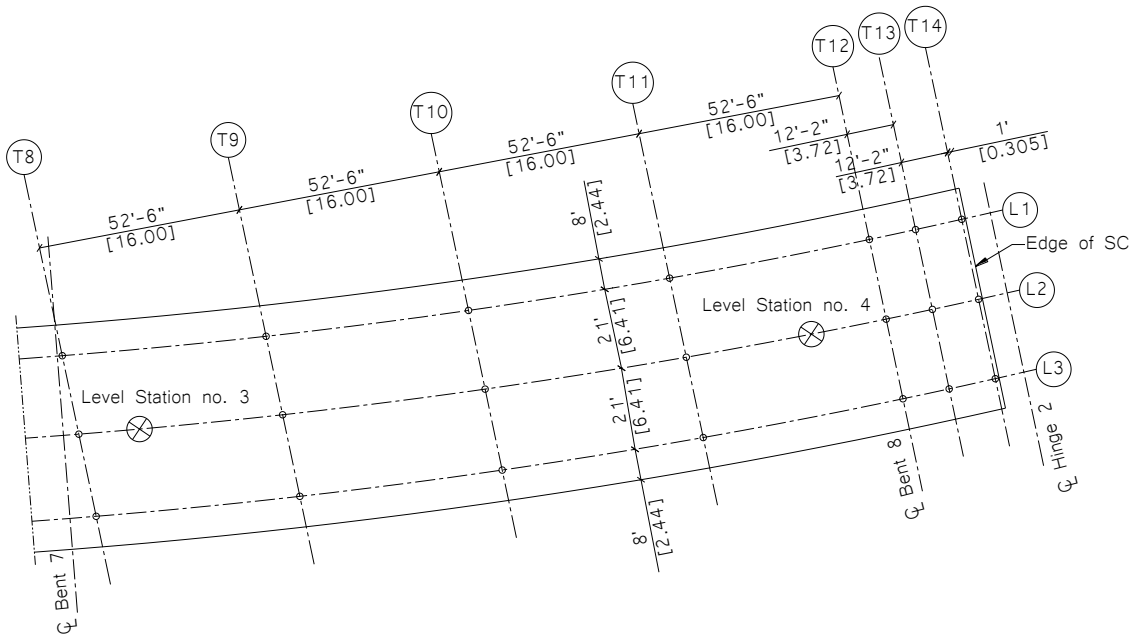 T8
T9
T10
T11
T12
T13
T14
52'-6"
[16.00]
52'-6"
[16.00]
52'-6"
[16.00]
52'-6"
[16.00]
12'-2"
[3.72]
12'-2"
[3.72]
1'
[0.305]
8'
[2.44]
21'
[6.41]
21'
[6.41]
8'
[2.44]
L1
Edge of SC
L2
L3
Level Station no. 4
Level Station no. 3
℄ Bent 7
℄ Bent 8
℄ Hinge 2